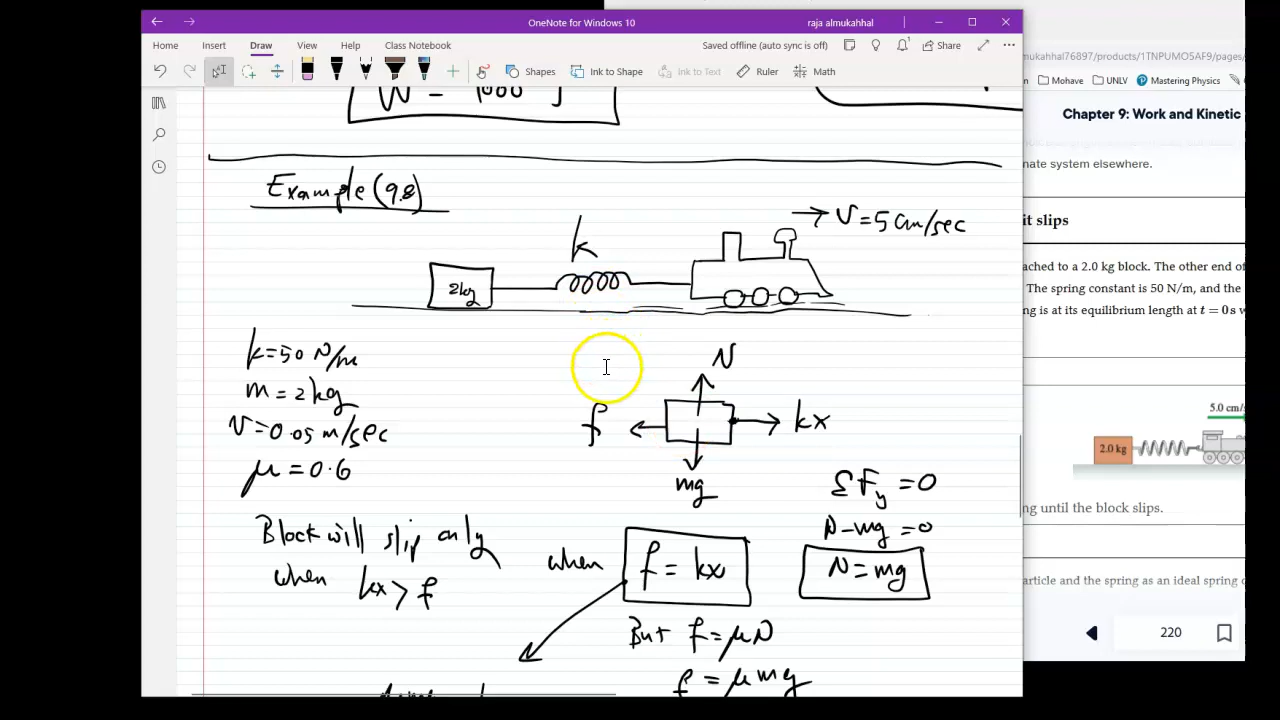 OneNote for Windows 10
raja almukahhal
Home Insert Draw View Help Class Notebook
Saved offline (auto sync is off)
Share
Shapes
Ink to Shape
Ink to Text
Ruler
Math
W = 1000 J
Example (9.8)
k
→ V = 5 cm/sec
2kg
k = 50 N/m
m = 2 kg
V = 0.05 m/sec
μ = 0.6
N
f
kx
mg
ΣFy = 0
N - mg = 0
N = mg
Block will slip only
when kx > f
when
f = kx
But f = μN
f = μmg
mukahhal76897/products/1TNPUMO5AF9/pages/
Mohave
UNLV
Mastering Physics
Chapter 9: Work and Kinetic
nate system elsewhere.
it slips
ached to a 2.0 kg block. The other end of
The spring constant is 50 N/m, and the
ng is at its equilibrium length at t = 0 s
5.0 cm/
2.0 kg
ng until the block slips.
article and the spring as an ideal spring
220